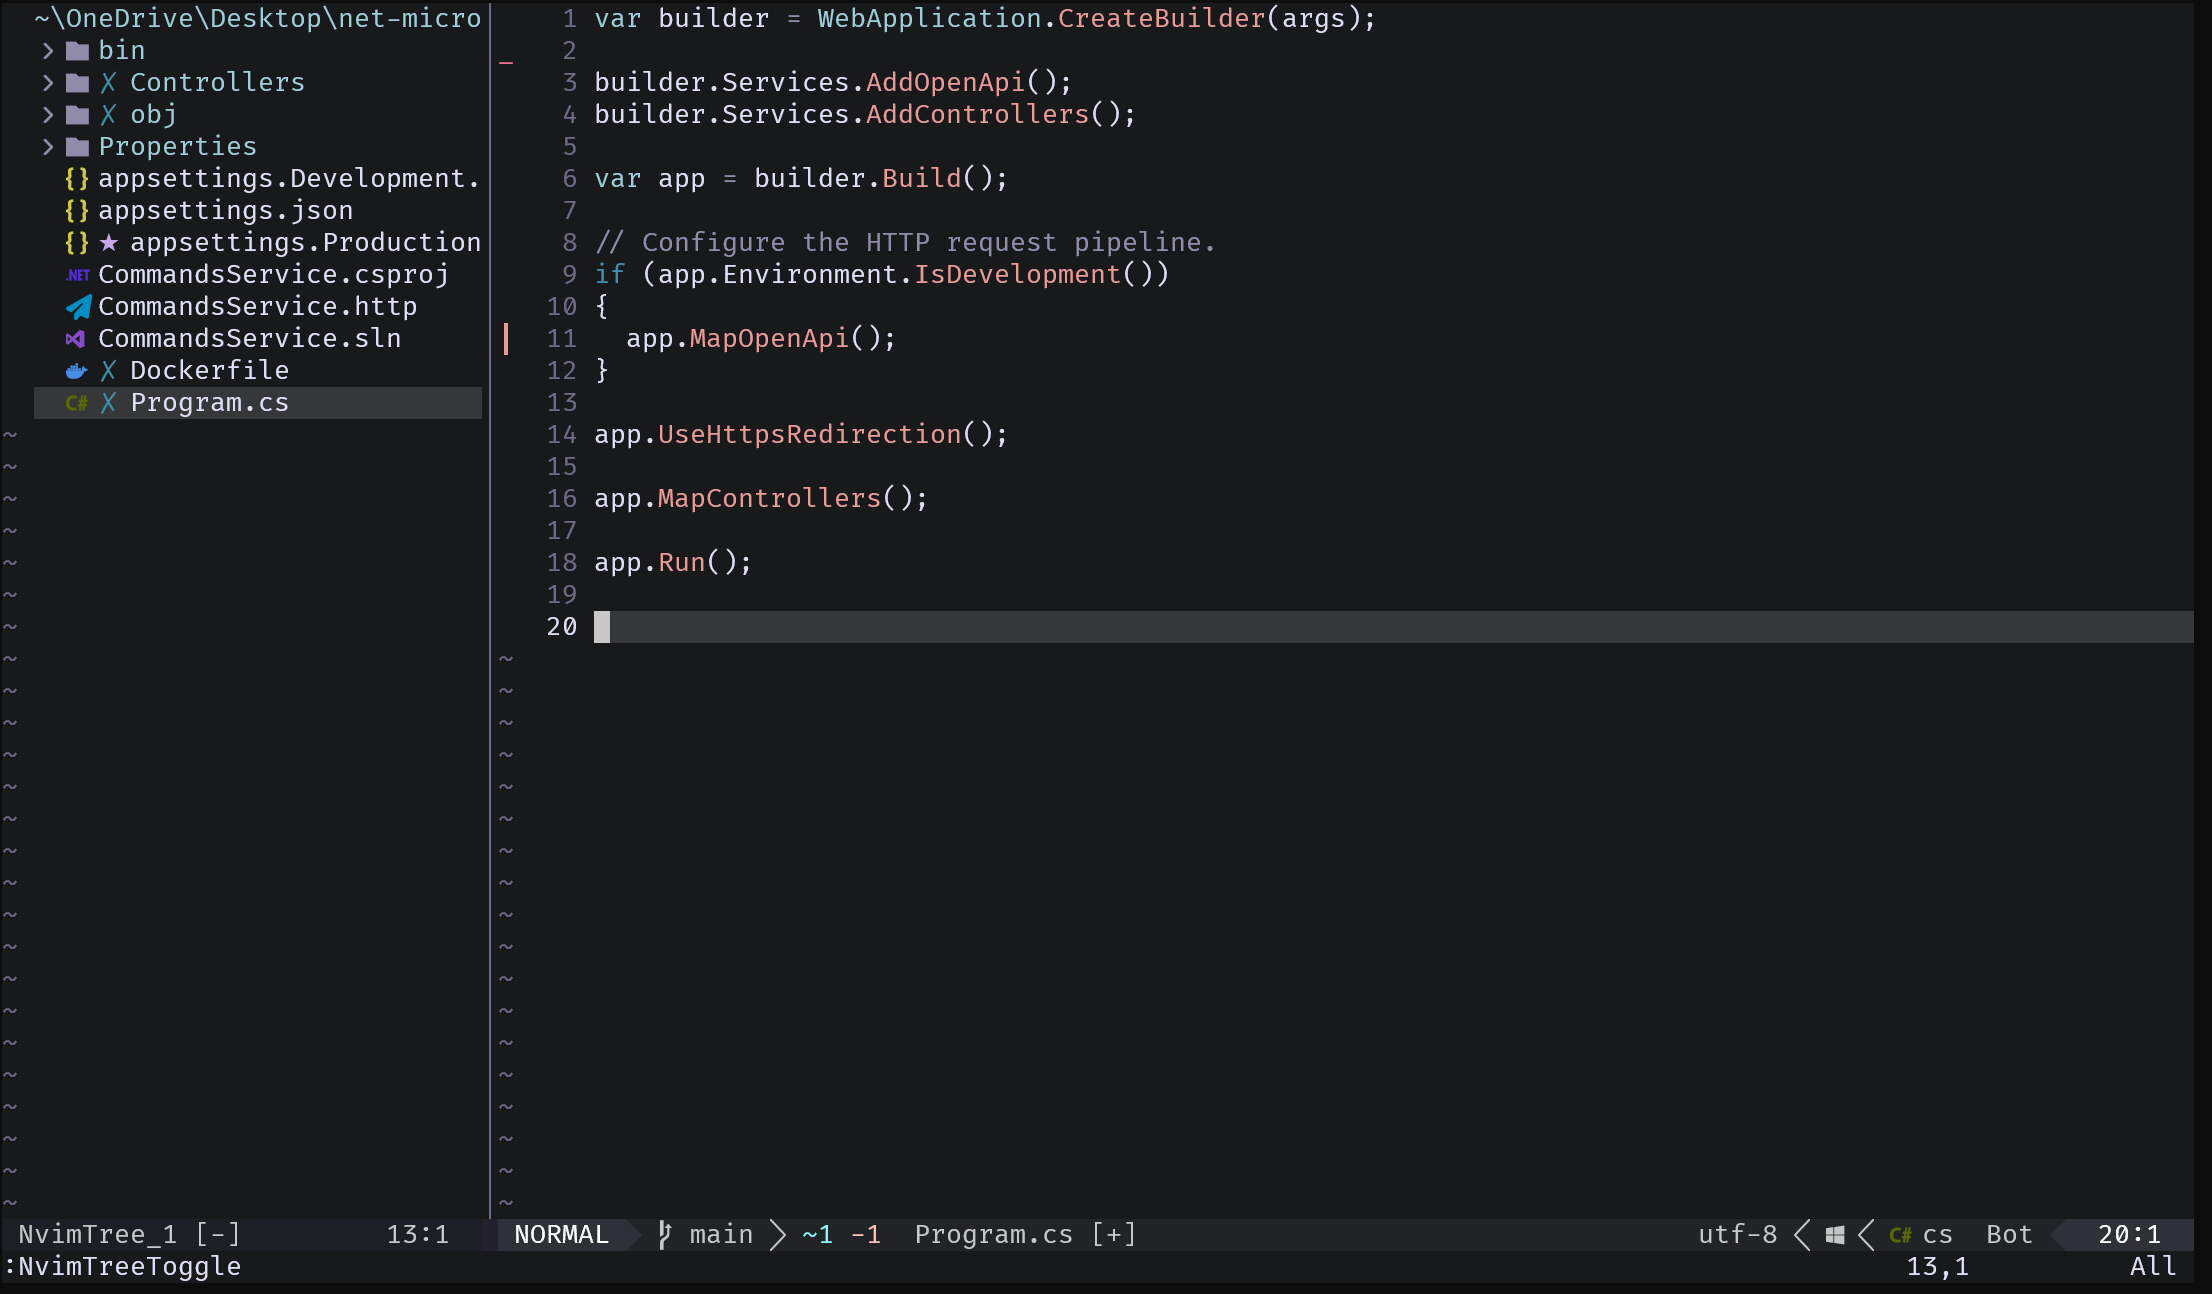 ~\OneDrive\Desktop\net-micro
bin
Controllers
obj
Properties
{} appsettings.Development.
{} appsettings.json
{} ★ appsettings.Production
.NET CommandsService.csproj
CommandsService.http
CommandsService.sln
✗ Dockerfile
C# ✗ Program.cs
1 var builder = WebApplication.CreateBuilder(args);
2
3 builder.Services.AddOpenApi();
4 builder.Services.AddControllers();
5
6 var app = builder.Build();
7
8 // Configure the HTTP request pipeline.
9 if (app.Environment.IsDevelopment())
10 {
11   app.MapOpenApi();
12 }
13
14 app.UseHttpsRedirection();
15
16 app.MapControllers();
17
18 app.Run();
19
20
NvimTree_1 [-] 13:1
NORMAL main ~1 -1 Program.cs [+] utf-8 C# cs Bot 20:1
:NvimTreeToggle 13,1 All